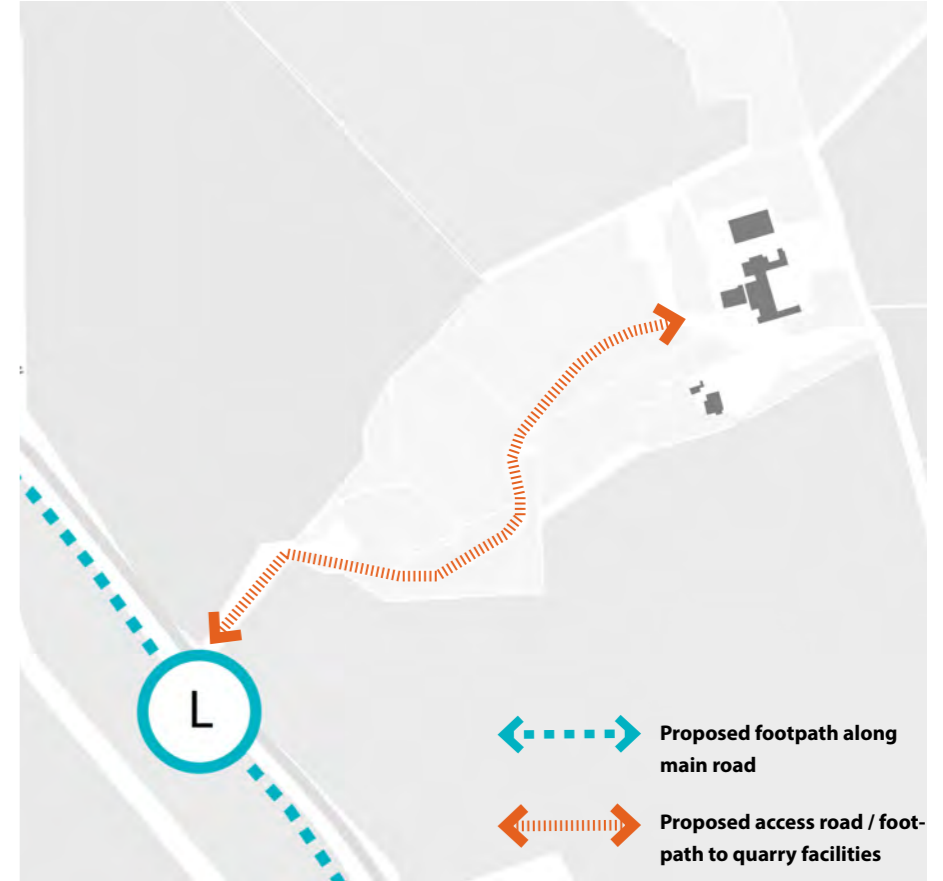 L
Proposed footpath along
main road
Proposed access road / foot-
path to quarry facilities